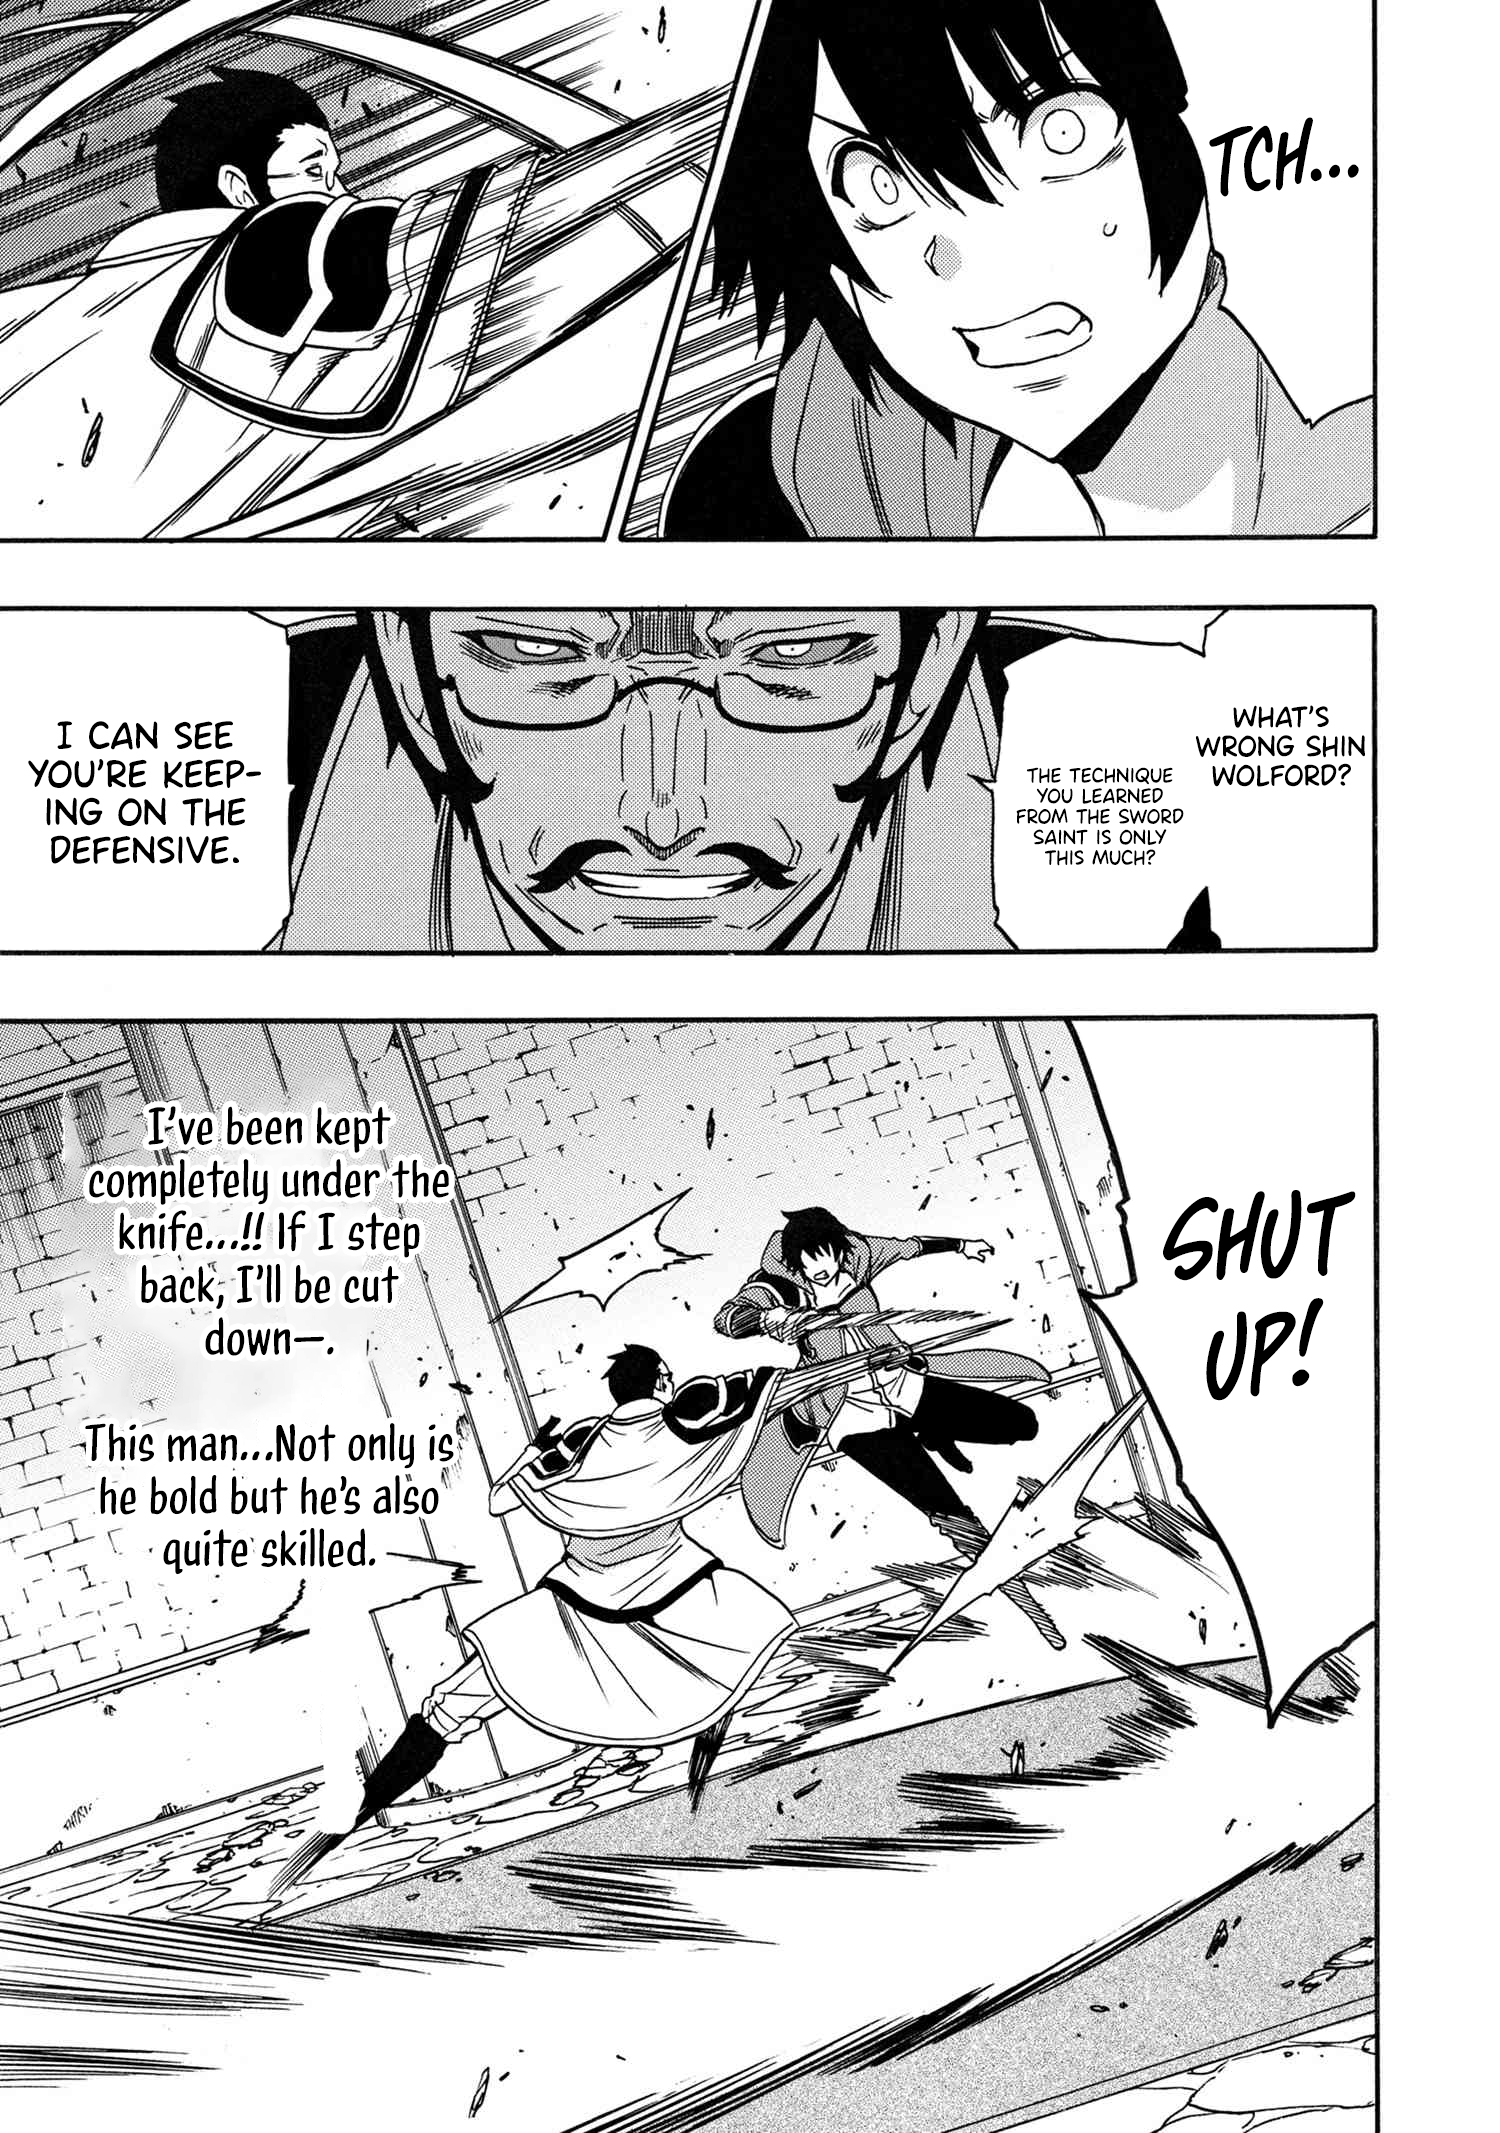 TCH...
WHAT'S
WRONG SHIN
WOLFORD?
THE TECHNIQUE
YOU LEARNED
FROM THE SWORD
SAINT IS ONLY
THIS MUCH?
I CAN SEE
YOU'RE KEEP-
ING ON THE
DEFENSIVE.
SHUT
UP!
I've been kept
completely under the
knife...!! If I step
back, I'll be cut
down—.
This man...Not only is
he bold but he's also
quite skilled.